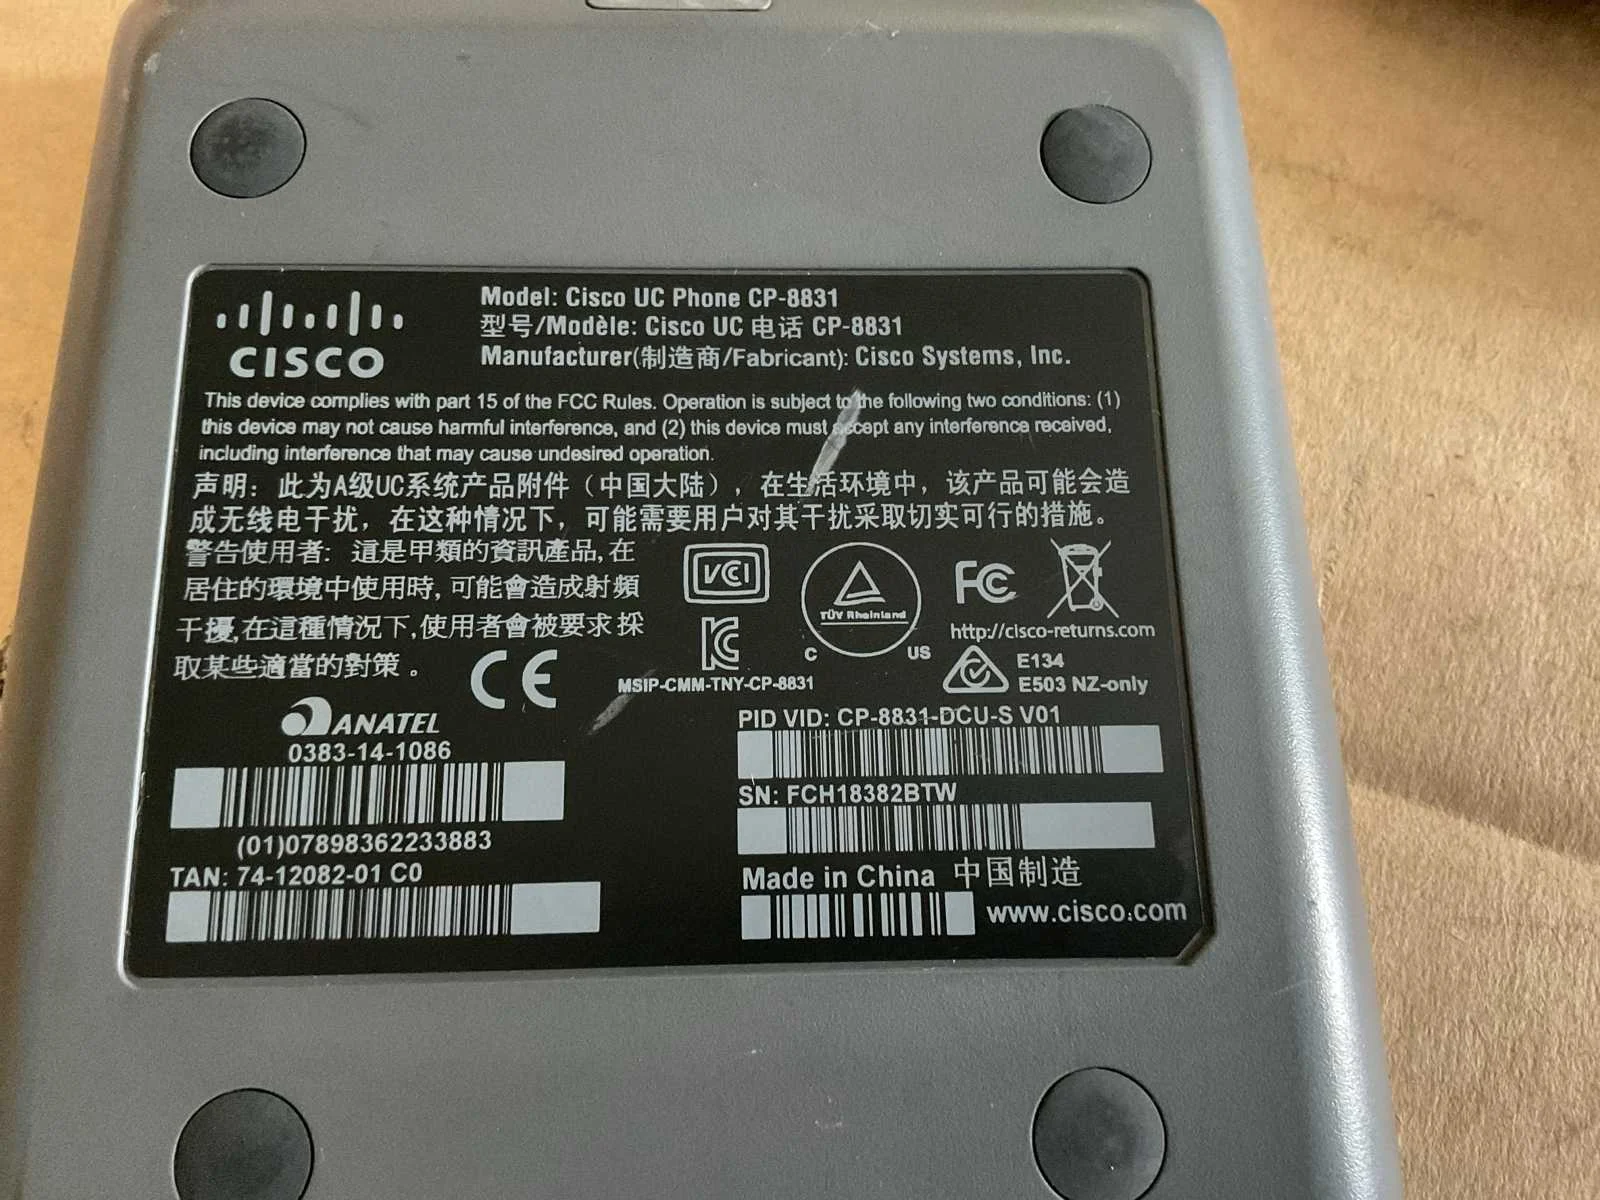 CISCO
Model: Cisco UC Phone CP-8831
型号/Modèle: Cisco UC 电话 CP-8831
Manufacturer(制造商/Fabricant): Cisco Systems, Inc.
This device complies with part 15 of the FCC Rules. Operation is subject to the following two conditions: (1)
this device may not cause harmful interference, and (2) this device must accept any interference received,
including interference that may cause undesired operation.
声明: 此为A级UC系统产品附件（中国大陆）, 在生活环境中, 该产品可能会造
成无线电干扰, 在这种情况下, 可能需要用户对其干扰采取切实可行的措施。
警告使用者: 這是甲類的資訊產品, 在
居住的環境中使用時, 可能會造成射頻
干擾,在這種情況下,使用者會被要求採
取某些適當的對策。
VCI
TÜV Rheinland
C US
FC
http://cisco-returns.com
KC
MSIP-CMM-TNY-CP-8831
E134
E503 NZ-only
CE
ANATEL
0383-14-1086
(01)07898362233883
TAN: 74-12082-01 C0
PID VID: CP-8831-DCU-S V01
SN: FCH18382BTW
Made in China 中国制造
www.cisco.com